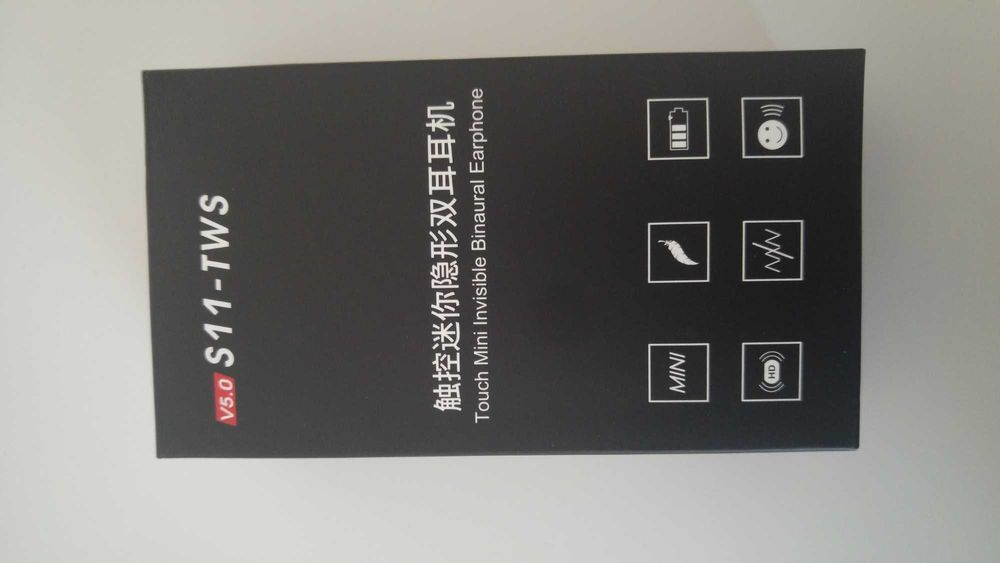 V5.0 S11-TWS
触控迷你隐形双耳耳机
Touch Mini Invisible Binaural Earphone
MINI
HD